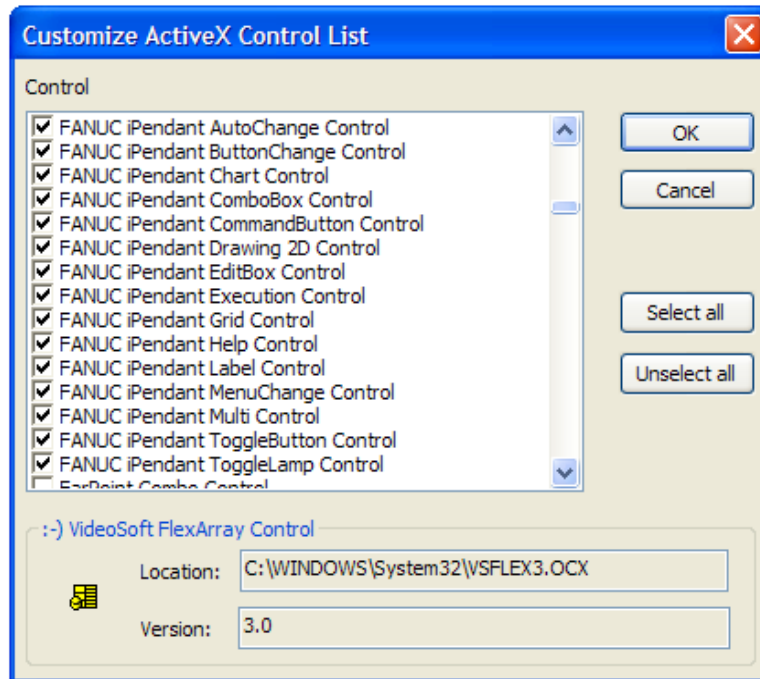 Customize ActiveX Control List
Control
FANUC iPendant AutoChange Control
FANUC iPendant ButtonChange Control
FANUC iPendant Chart Control
FANUC iPendant ComboBox Control
FANUC iPendant CommandButton Control
FANUC iPendant Drawing 2D Control
FANUC iPendant EditBox Control
FANUC iPendant Execution Control
FANUC iPendant Grid Control
FANUC iPendant Help Control
FANUC iPendant Label Control
FANUC iPendant MenuChange Control
FANUC iPendant Multi Control
FANUC iPendant ToggleButton Control
FANUC iPendant ToggleLamp Control
FarPoint Combo Control
OK
Cancel
Select all
Unselect all
:-) VideoSoft FlexArray Control
Location: C:\WINDOWS\System32\VSFLEX3.OCX
Version: 3.0